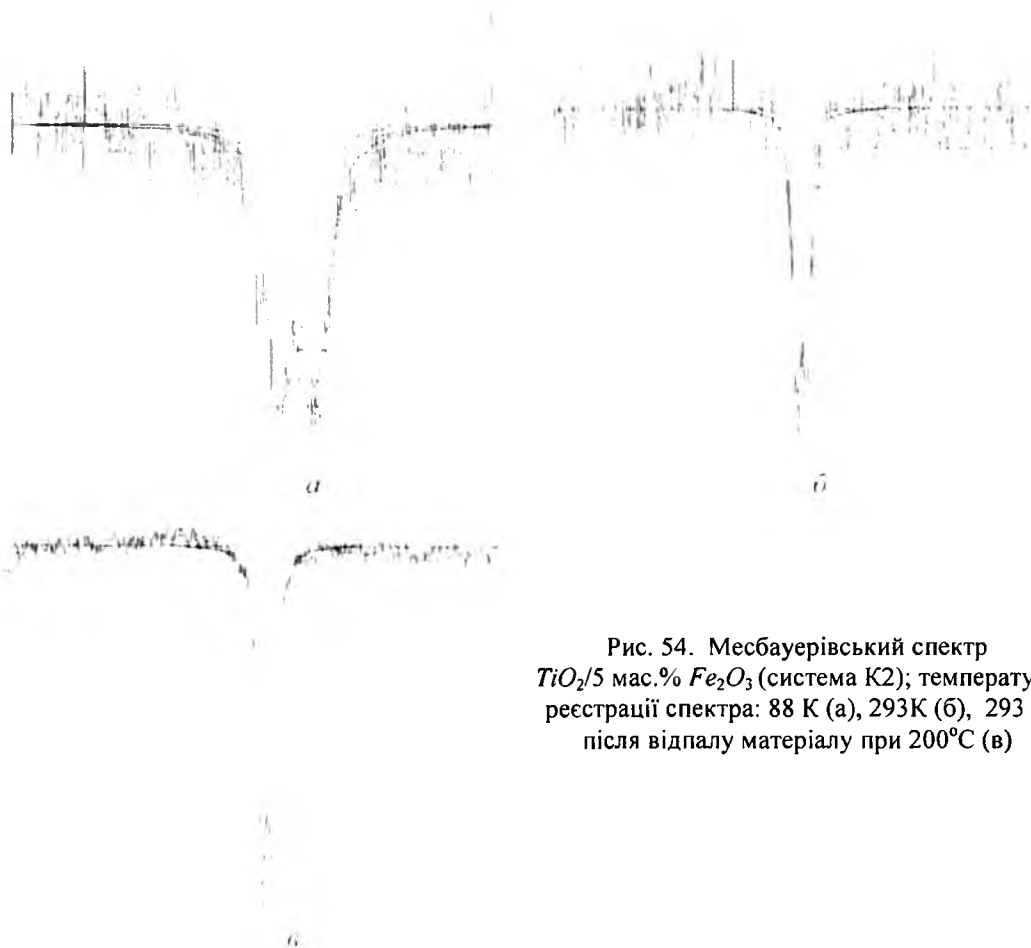 а
б
Рис. 54. Месбауерівський спектр
TiO₂/5 мас.% Fe₂O₃ (система К2); температу
реєстрації спектра: 88 К (а), 293К (б), 293
після відпалу матеріалу при 200°С (в)